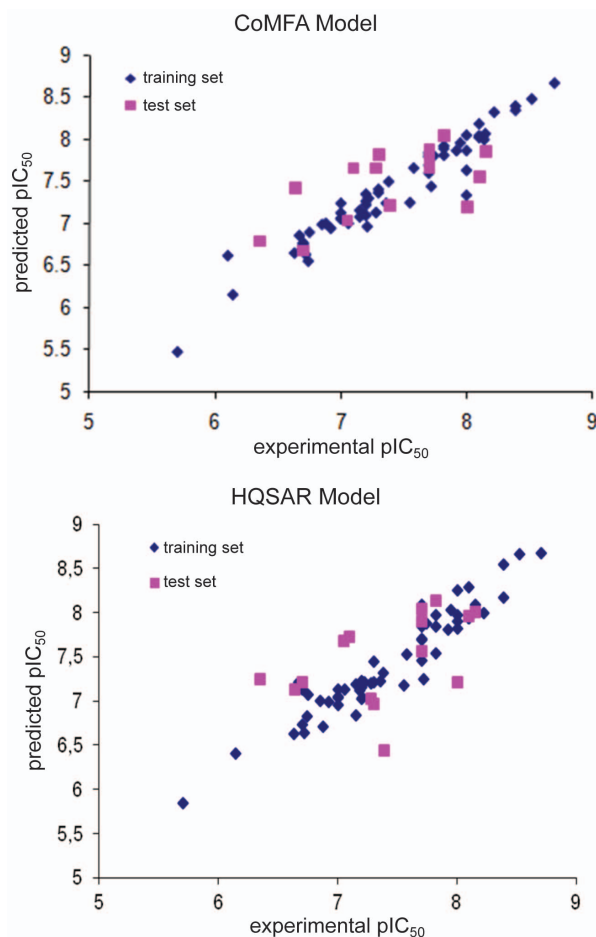 CoMFA Model
9
8.5
8
7.5
7
6.5
6
5.5
5
predicted pIC50
training set
test set
5 6 7 8 9
experimental pIC50
HQSAR Model
9
8,5
8
7,5
7
6,5
6
5,5
5
predicted pIC50
training set
test set
5 6 7 8 9
experimental pIC50